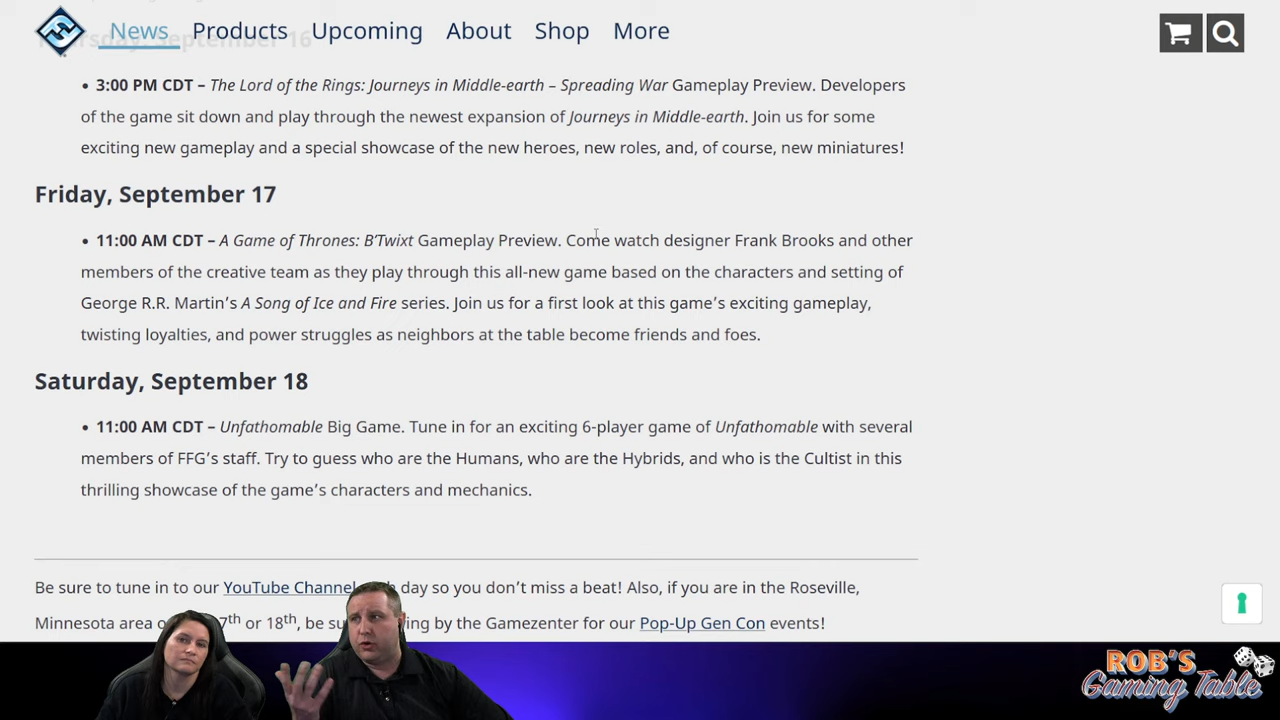 News Products Upcoming About Shop More
Thursday, September 16
• 3:00 PM CDT – The Lord of the Rings: Journeys in Middle-earth – Spreading War Gameplay Preview. Developers
of the game sit down and play through the newest expansion of Journeys in Middle-earth. Join us for some
exciting new gameplay and a special showcase of the new heroes, new roles, and, of course, new miniatures!
Friday, September 17
• 11:00 AM CDT – A Game of Thrones: B'Twixt Gameplay Preview. Come watch designer Frank Brooks and other
members of the creative team as they play through this all-new game based on the characters and setting of
George R.R. Martin's A Song of Ice and Fire series. Join us for a first look at this game's exciting gameplay,
twisting loyalties, and power struggles as neighbors at the table become friends and foes.
Saturday, September 18
• 11:00 AM CDT – Unfathomable Big Game. Tune in for an exciting 6-player game of Unfathomable with several
members of FFG's staff. Try to guess who are the Humans, who are the Hybrids, and who is the Cultist in this
thrilling showcase of the game's characters and mechanics.
Be sure to tune in to our YouTube Channel day so you don't miss a beat! Also, if you are in the Roseville,
Minnesota area 7th or 18th, be by the Gamezenter for our Pop-Up Gen Con events!
ROB'S
Gaming Table